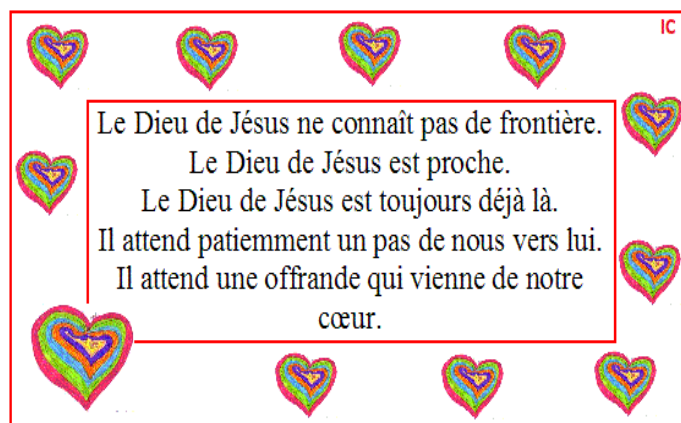 IC
Le Dieu de Jésus ne connaît pas de frontière.
Le Dieu de Jésus est proche.
Le Dieu de Jésus est toujours déjà là.
Il attend patiemment un pas de nous vers lui.
Il attend une offrande qui vienne de notre
cœur.